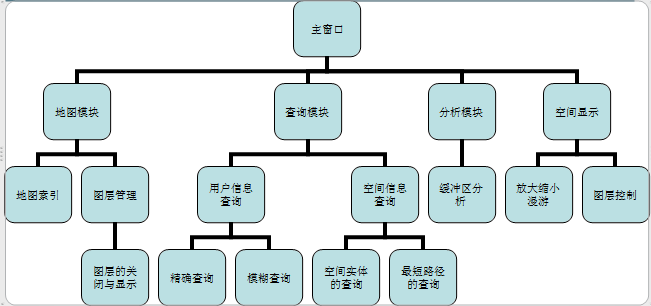 主窗口
地图模块
查询模块
分析模块
空间显示
地图索引
图层管理
用户信息
查询
空间信息
查询
缓冲区分
析
放大缩小
漫游
图层控制
图层的关
闭与显示
精确查询
模糊查询
空间实体
的查询
最短路径
的查询